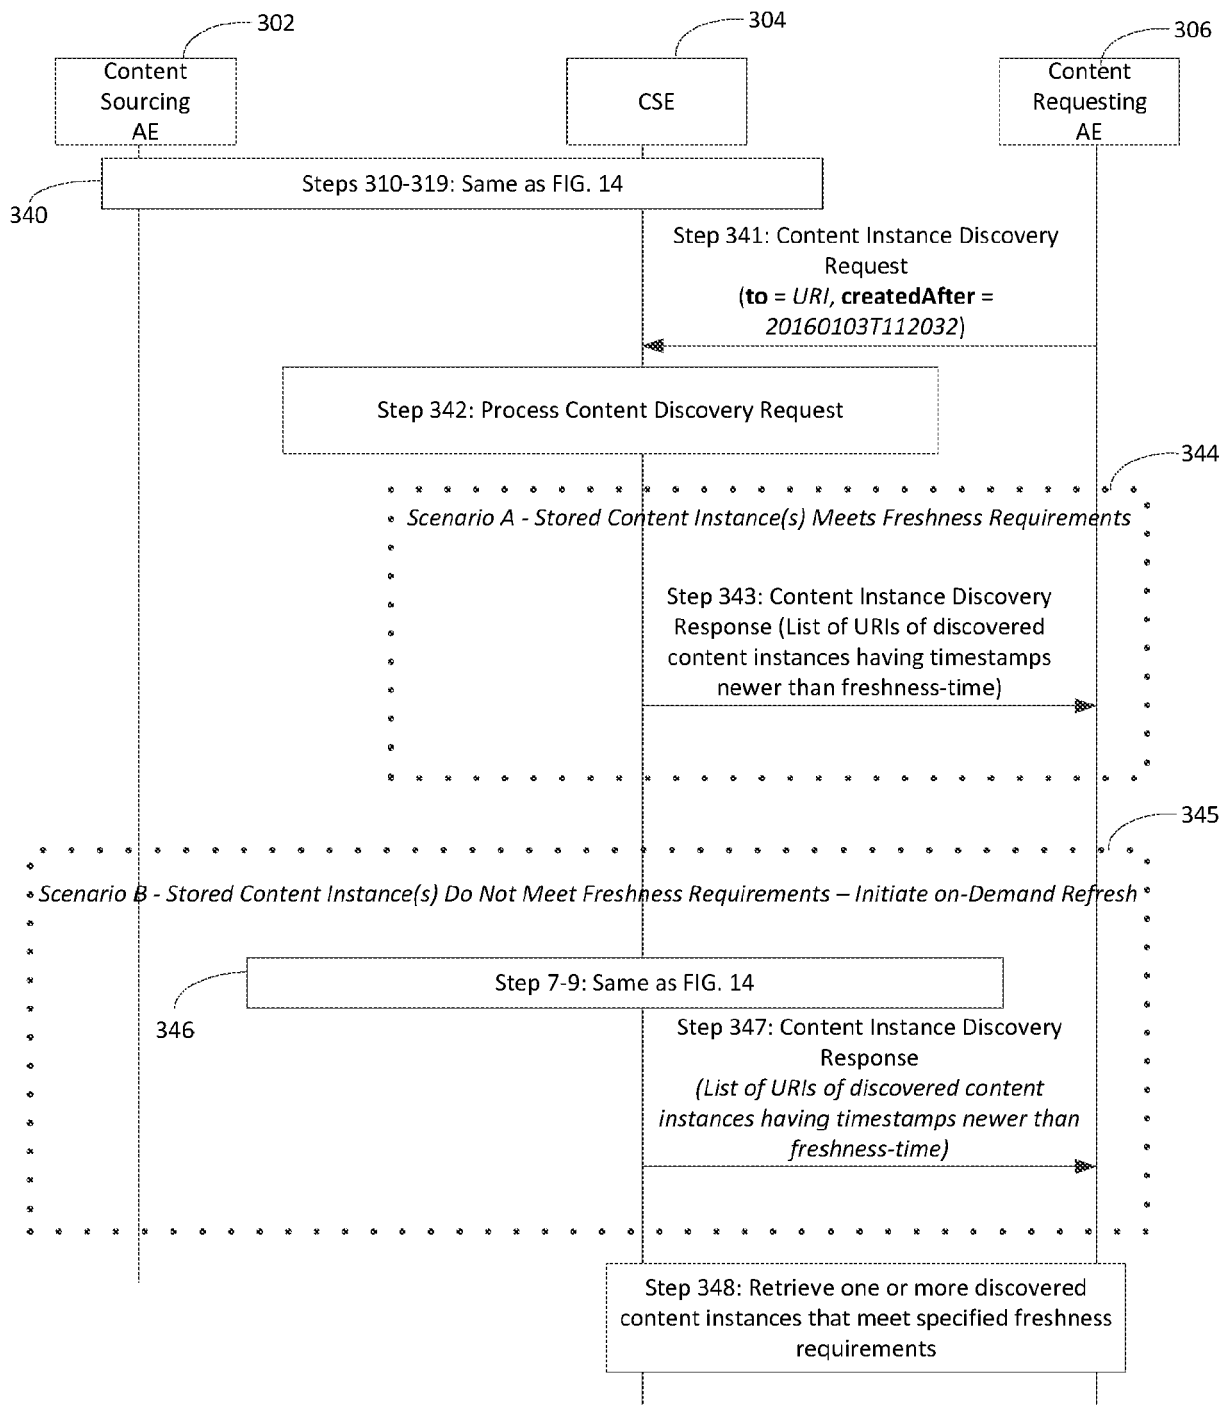 302
304
306
Content
Sourcing
AE
CSE
Content
Requesting
AE
Steps 310-319: Same as FIG. 14
340
Step 341: Content Instance Discovery
Request
(to = URI, createdAfter =
20160103T112032)
Step 342: Process Content Discovery Request
344
Scenario A - Stored Content Instance(s) Meets Freshness Requirements
Step 343: Content Instance Discovery
Response (List of URIs of discovered
content instances having timestamps
newer than freshness-time)
345
Scenario B - Stored Content Instance(s) Do Not Meet Freshness Requirements – Initiate on-Demand Refresh
Step 7-9: Same as FIG. 14
346
Step 347: Content Instance Discovery
Response
(List of URIs of discovered content
instances having timestamps newer than
freshness-time)
Step 348: Retrieve one or more discovered
content instances that meet specified freshness
requirements